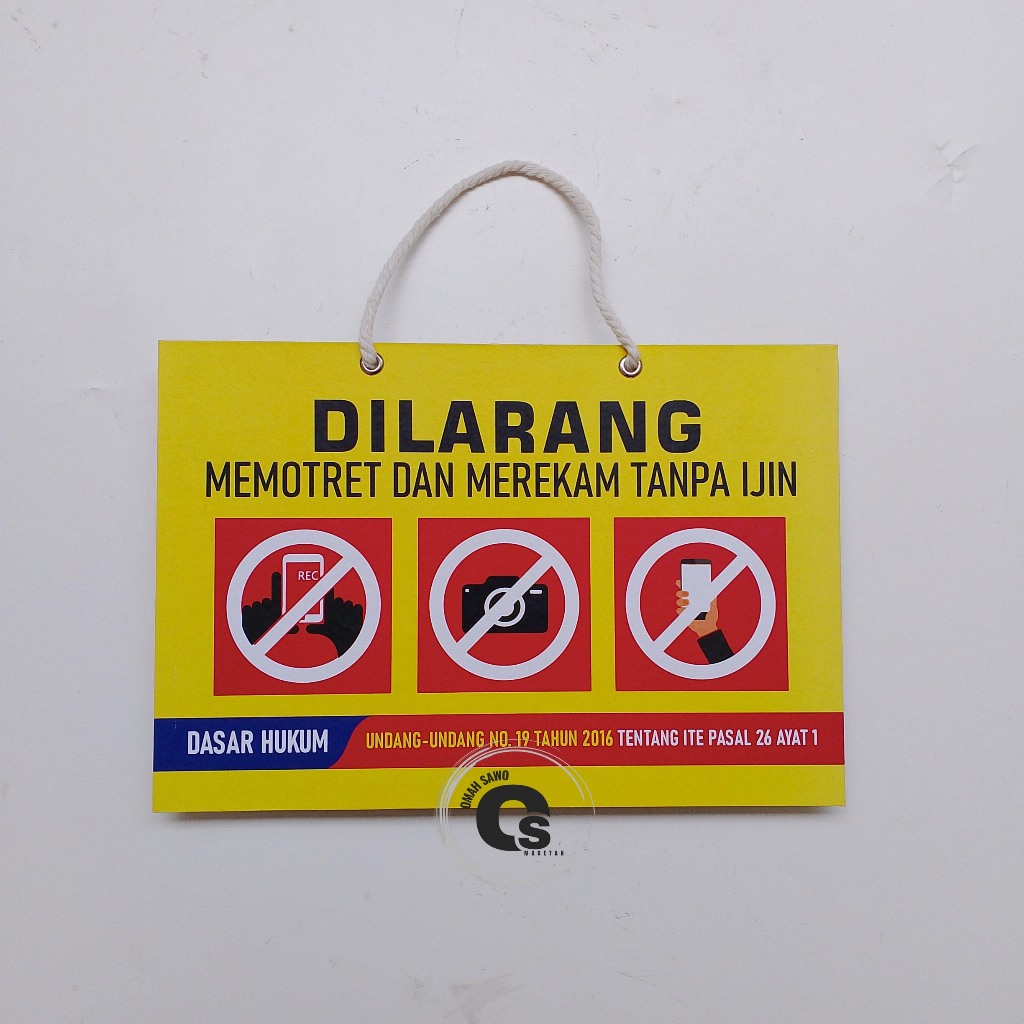 DILARANG
MEMOTRET DAN MEREKAM TANPA IJIN
REC
DASAR HUKUM UNDANG-UNDANG NO. 19 TAHUN 2016 TENTANG ITE PASAL 26 AYAT 1
OMAH SAWO
OS
MAGETAN